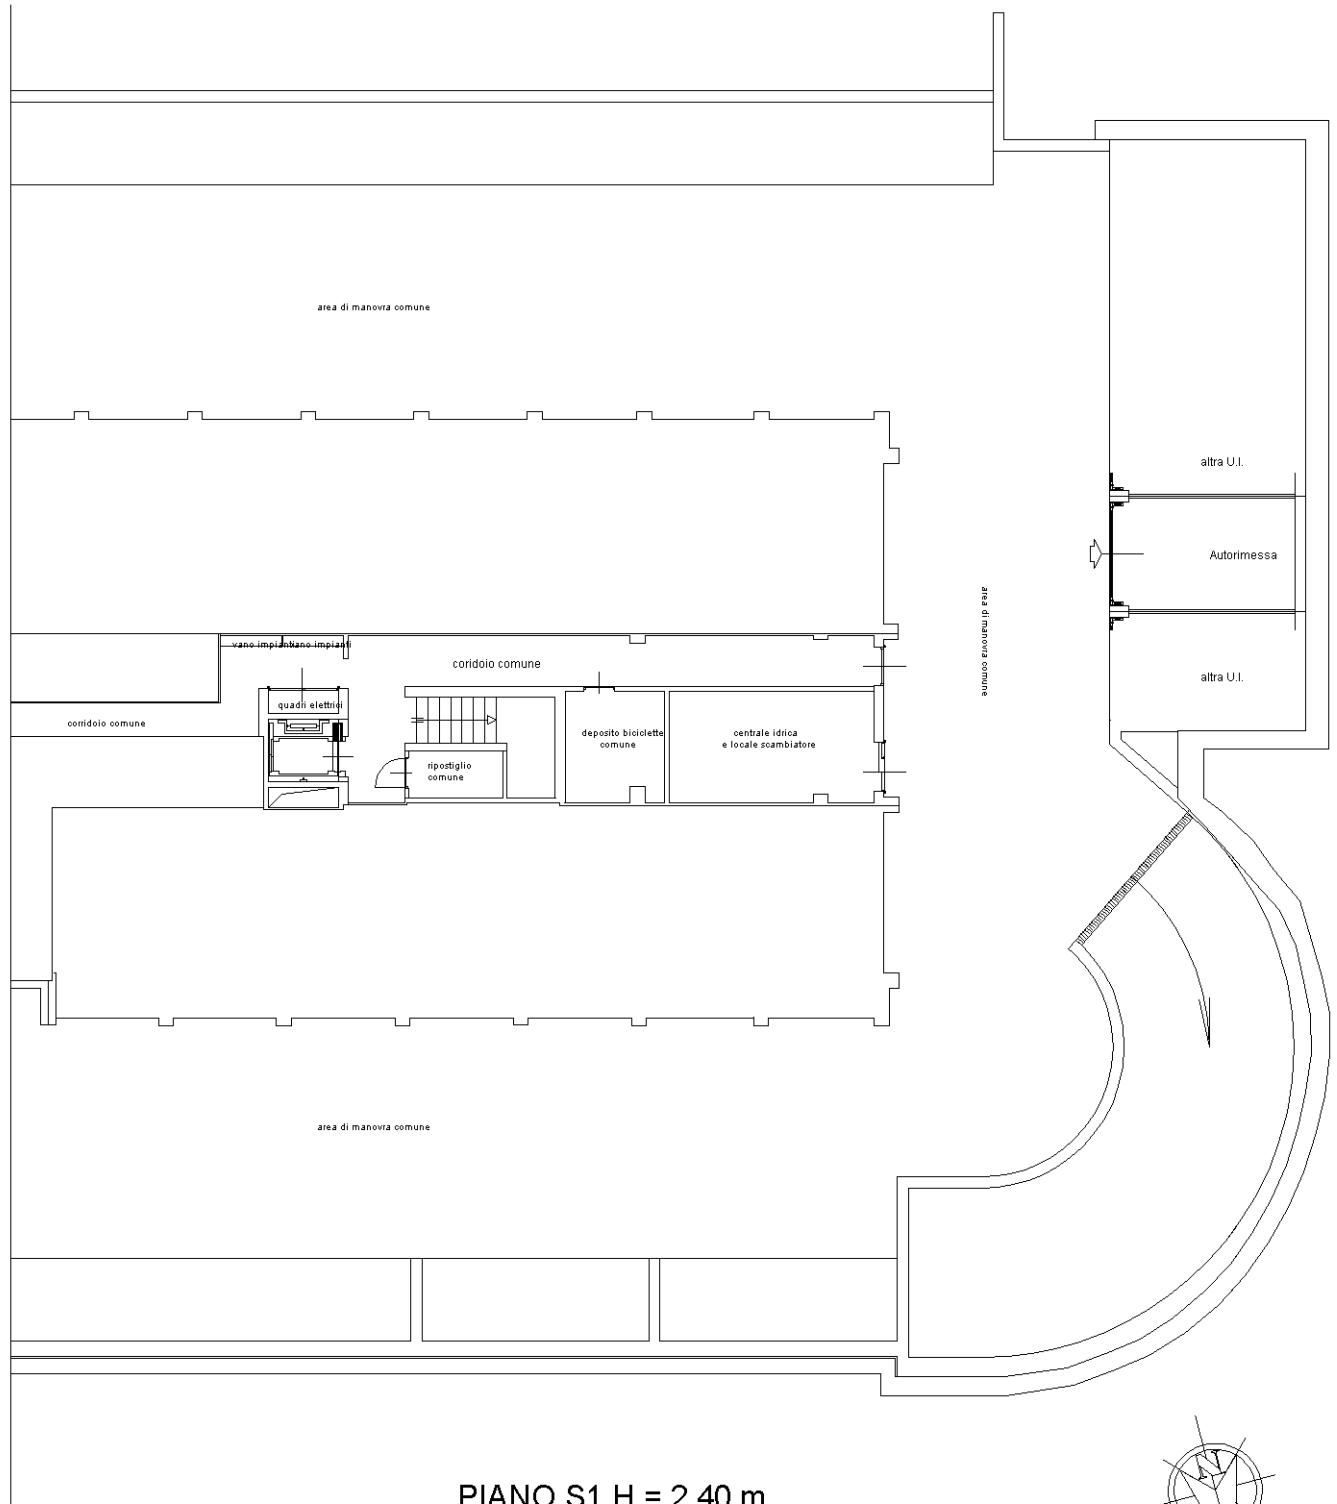 area di manovra comune
altra U.I.
Autorimessa
area di manovra comune
vano impianti
vano impianti
coridoio comune
altra U.I.
quadri elettrici
corridoio comune
deposito biciclette
comune
centrale idrica
e locale scambiatore
ripostiglio
comune
area di manovra comune
N
PIANO S1 H = 2.40 m